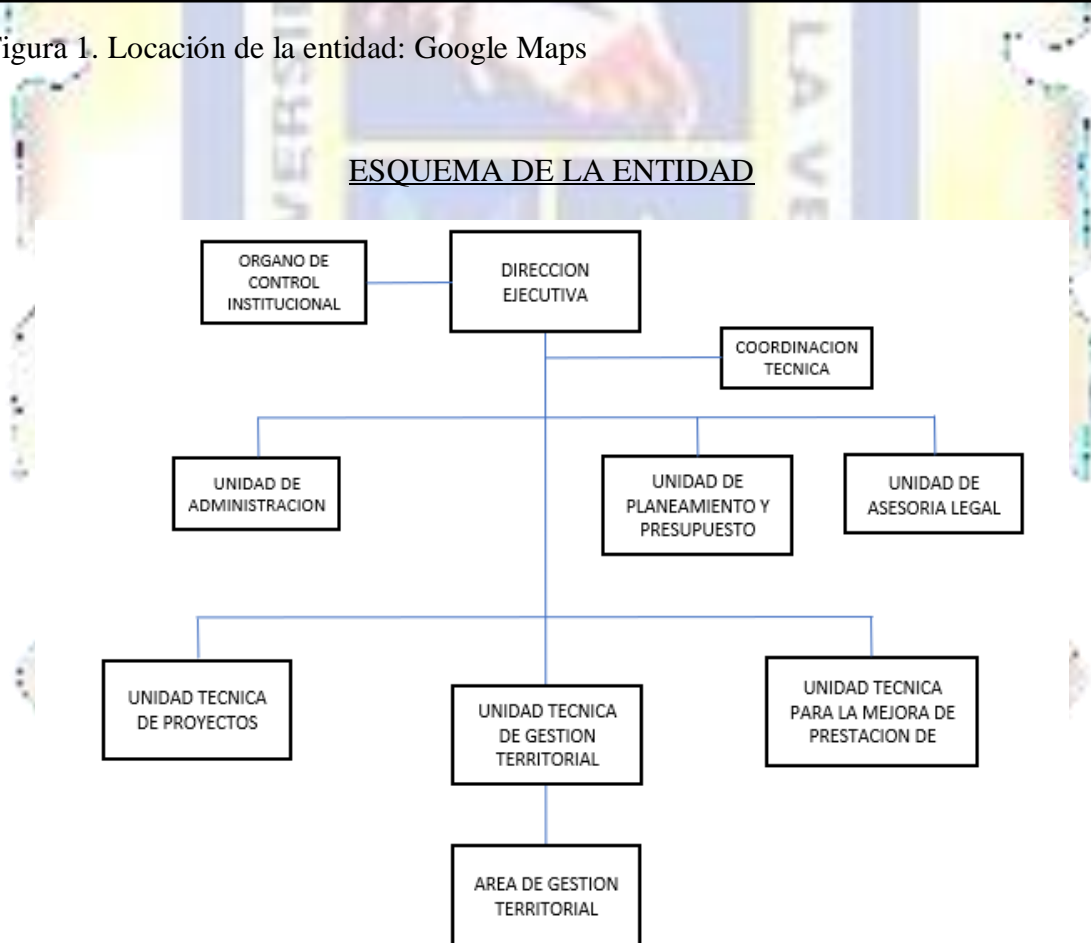 igura 1. Locación de la entidad: Google Maps
ESQUEMA DE LA ENTIDAD
ORGANO DE
CONTROL
INSTITUCIONAL
DIRECCION
EJECUTIVA
COORDINACION
TECNICA
UNIDAD DE
ADMINISTRACION
UNIDAD DE
PLANEAMIENTO Y
PRESUPUESTO
UNIDAD DE
ASESORIA LEGAL
UNIDAD TECNICA
DE PROYECTOS
UNIDAD TECNICA
DE GESTION
TERRITORIAL
UNIDAD TECNICA
PARA LA MEJORA DE
PRESTACION DE
AREA DE GESTION
TERRITORIAL
LA VE